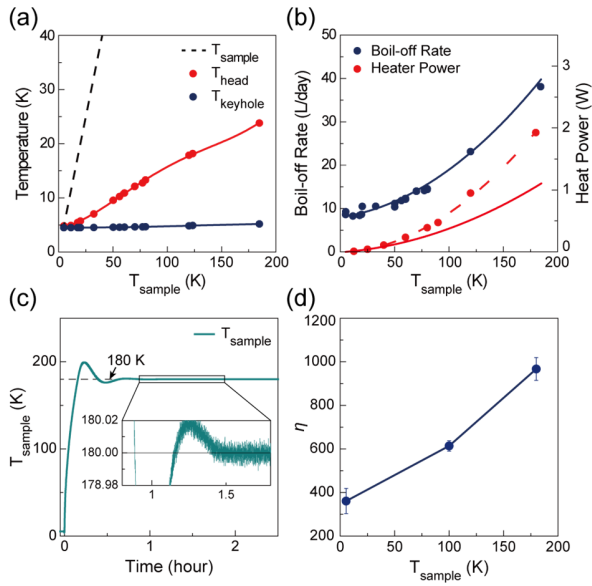 (a)
40
30
20
10
0
Temperature (K)
T_sample
T_head
T_keyhole
0 50 100 150 200
T_sample (K)
(b)
50
40
30
20
10
0
Boil-off Rate (L/day)
Boil-off Rate
Heater Power
3
2
1
0
Heat Power (W)
0 50 100 150 200
T_sample (K)
(c)
200
100
0
T_sample (K)
T_sample
180 K
180.02
180.00
178.98
1 1.5
0 1 2
Time (hour)
(d)
1200
1000
800
600
400
200
η
0 50 100 150 200
T_sample (K)